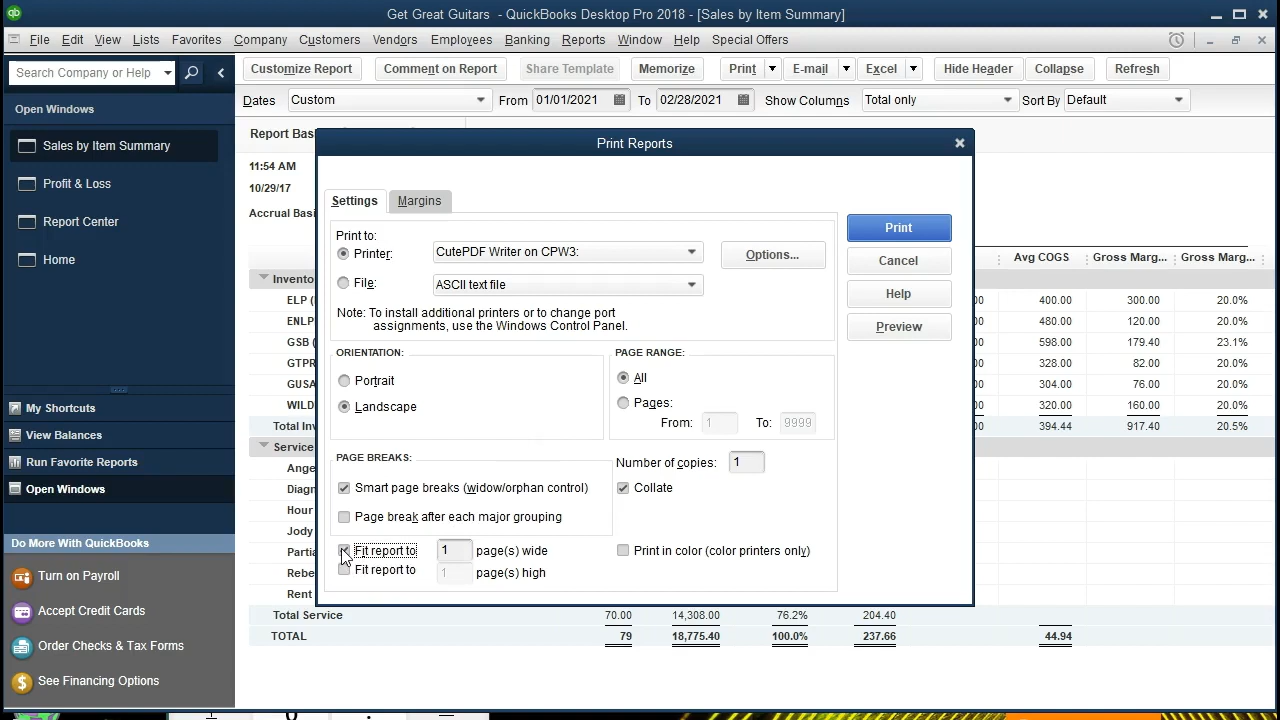 Get Great Guitars - QuickBooks Desktop Pro 2018 - [Sales by Item Summary]
File Edit View Lists Favorites Company Customers Vendors Employees Banking Reports Window Help Special Offers
Search Company or Help
Customize Report Comment on Report Share Template Memorize Print E-mail Excel Hide Header Collapse Refresh
Dates Custom From 01/01/2021 To 02/28/2021 Show Columns Total only Sort By Default
Open Windows
Sales by Item Summary
Profit & Loss
Report Center
Home
My Shortcuts
View Balances
Run Favorite Reports
Open Windows
Do More With QuickBooks
Turn on Payroll
Accept Credit Cards
Order Checks & Tax Forms
See Financing Options
Report Bas
11:54 AM
10/29/17
Accrual Basi
Print Reports
Settings Margins
Print to:
Printer: CutePDF Writer on CPW3: Options...
File: ASCII text file
Note: To install additional printers or to change port
assignments, use the Windows Control Panel.
ORIENTATION:
Portrait
Landscape
PAGE RANGE:
All
Pages:
From: 1 To: 9999
PAGE BREAKS:
Smart page breaks (widow/orphan control)
Page break after each major grouping
Number of copies: 1
Collate
Fit report to 1 page(s) wide
Fit report to 1 page(s) high
Print in color (color printers only)
Print
Cancel
Help
Preview
Avg COGS Gross Marg... Gross Marg...
Invento
ELP ( 00 400.00 300.00 20.0%
ENLP 00 480.00 120.00 20.0%
GSB ( 00 598.00 179.40 23.1%
GTPR 00 328.00 82.00 20.0%
GUSA 00 304.00 76.00 20.0%
WILD 00 320.00 160.00 20.0%
Total Inv 00 394.44 917.40 20.5%
Service
Ange
Diagn
Hour
Jody
Partia
Rebe
Rent
Total Service 70.00 14,308.00 76.2% 204.40
TOTAL 79 18,775.40 100.0% 237.66 44.94